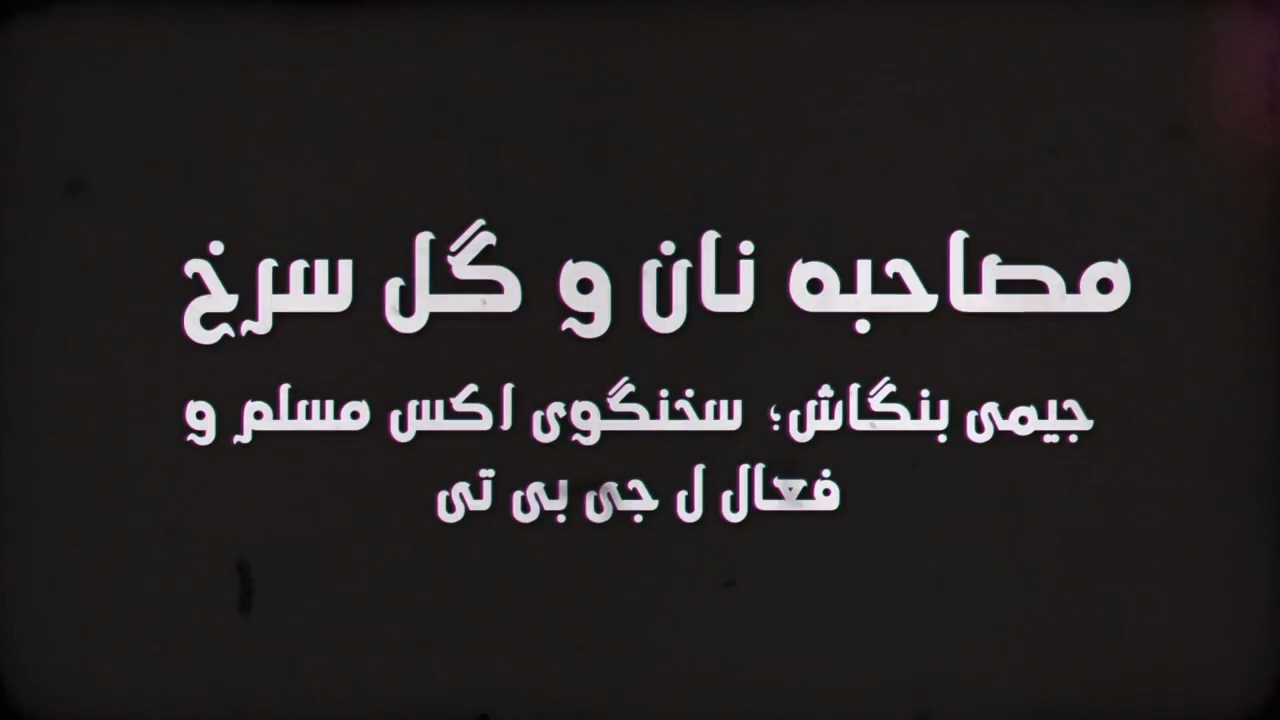 مصاحبه نان و گل سرخ
جیمی بنگاش؛ سخنگوی اکس مسلم و
فعال ل جی بی تی